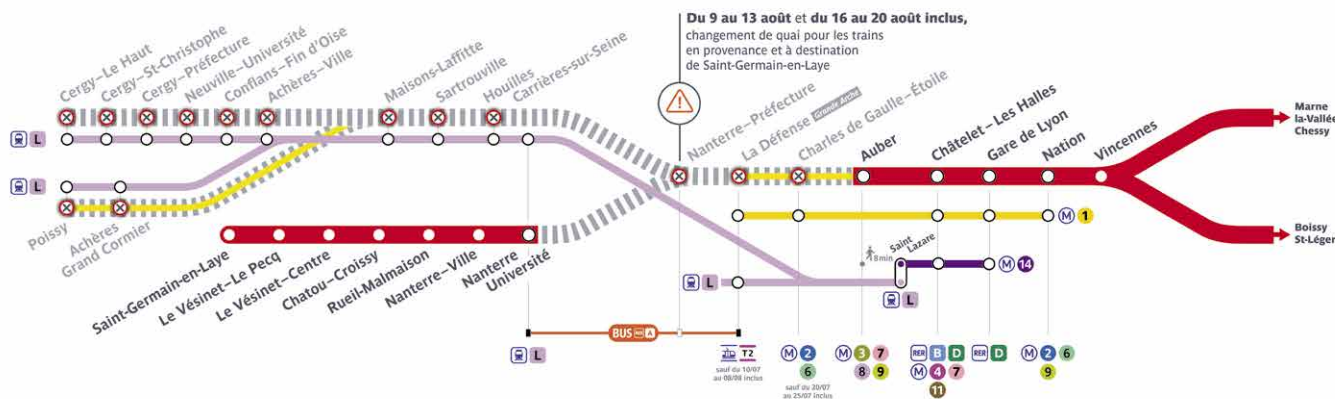 Du 9 au 13 août et du 16 au 20 août inclus,
changement de quai pour les trains
en provenance et à destination
de Saint-Germain-en-Laye
Cergy–Le Haut
Cergy–St-Christophe
Cergy–Préfecture
Neuville–Université
Conflans–Fin d'Oise
Achères–Ville
Maisons-Laffitte
Sartrouville
Houilles
Carrières-sur-Seine
Nanterre–Préfecture
La Défense Grande Arche
Charles de Gaulle–Étoile
Auber
Châtelet–Les Halles
Gare de Lyon
Nation
Vincennes
Marne
la-Vallée
Chessy
Boissy
St-Léger
L
L
Poissy
Achères
Grand Cormier
Saint-Germain-en-Laye
Le Vésinet–Le Pecq
Le Vésinet–Centre
Chatou–Croissy
Rueil-Malmaison
Nanterre–Ville
Nanterre
Université
M 1
8min
Saint
Lazare
M 14
L
L
BUS RER A
L
T2
sauf du 10/07
au 08/08 inclus
M 2
6
sauf du 20/07
au 25/07 inclus
M 3 7
8 9
RER B D
M 4 7
11
RER D
M 2 6
9